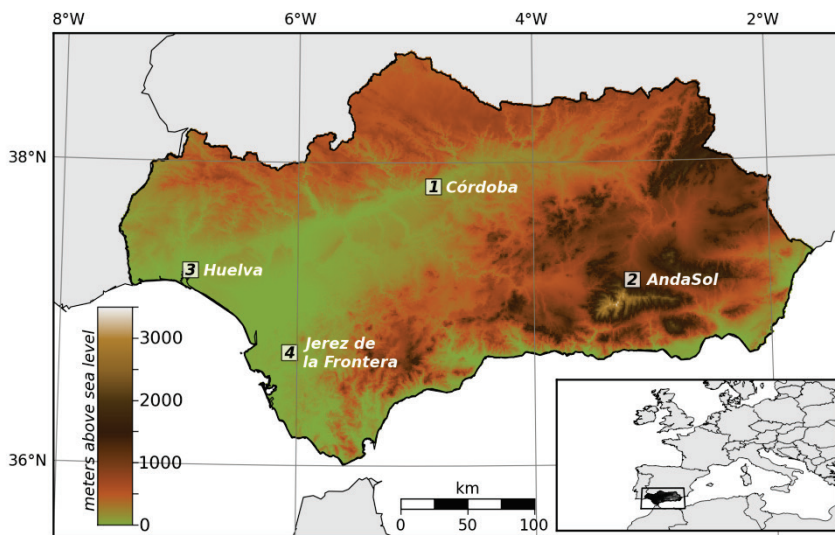 8°W 6°W 4°W 2°W
38°N
1 Córdoba
3 Huelva
2 AndaSol
4 Jerez de
la Frontera
meters above sea level
3000
2000
1000
0
36°N
km
0 50 100